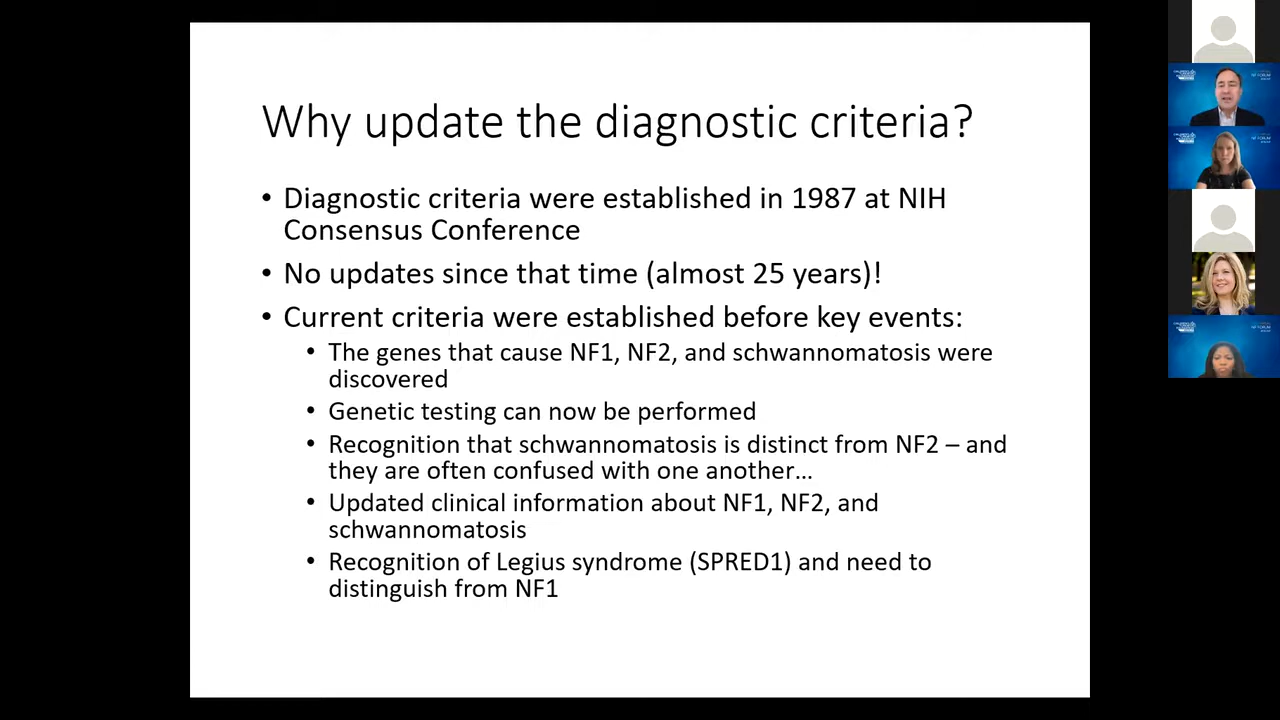 Why update the diagnostic criteria?
• Diagnostic criteria were established in 1987 at NIH
Consensus Conference
• No updates since that time (almost 25 years)!
• Current criteria were established before key events:
• The genes that cause NF1, NF2, and schwannomatosis were
discovered
• Genetic testing can now be performed
• Recognition that schwannomatosis is distinct from NF2 – and
they are often confused with one another…
• Updated clinical information about NF1, NF2, and
schwannomatosis
• Recognition of Legius syndrome (SPRED1) and need to
distinguish from NF1
NF FORUM